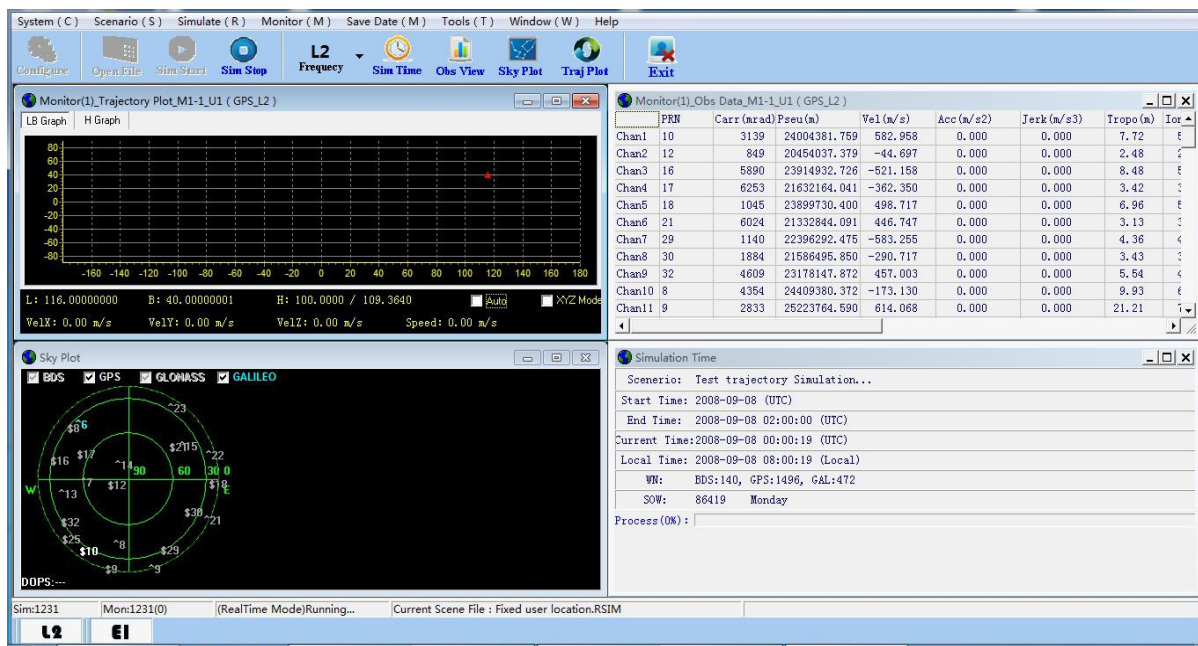 System ( C ) Scenario ( S ) Simulate ( R ) Monitor ( M ) Save Date ( M ) Tools ( T ) Window ( W ) Help
Configure Open File Sim Start Sim Stop L2 Frequecy Sim Time Obs View Sky Plot Traj Plot Exit
Monitor(1)_Trajectory Plot_M1-1_U1 ( GPS_L2 )
LB Graph H Graph
80
60
40
20
0
-20
-40
-60
-80
-160 -140 -120 -100 -80 -60 -40 -20 0 20 40 60 80 100 120 140 160 180
L: 116.00000000 B: 40.00000001 H: 100.0000 / 109.3640 Auto XYZ Mode
VelX: 0.00 m/s VelY: 0.00 m/s VelZ: 0.00 m/s Speed: 0.00 m/s
Monitor(1)_Obs Data_M1-1_U1 ( GPS_L2 )
PRN Carr(mrad) Pseu(m) Vel(m/s) Acc(m/s2) Jerk(m/s3) Tropo(m)
Chan1 10 3139 24004381.759 582.958 0.000 0.000 7.72
Chan2 12 849 20454037.379 -44.697 0.000 0.000 2.48
Chan3 16 5890 23914932.726 -521.158 0.000 0.000 8.48
Chan4 17 6253 21632164.041 -362.350 0.000 0.000 3.42
Chan5 18 1045 23899730.400 498.717 0.000 0.000 6.96
Chan6 21 6024 21332844.091 446.747 0.000 0.000 3.13
Chan7 29 1140 22396292.475 -583.255 0.000 0.000 4.36
Chan8 30 1884 21586495.850 -290.717 0.000 0.000 3.43
Chan9 32 4609 23178147.872 457.003 0.000 0.000 5.54
Chan10 8 4354 24409380.372 -173.130 0.000 0.000 9.93
Chan11 9 2833 25223764.590 614.068 0.000 0.000 21.21
Sky Plot
BDS GPS GLONASS GALILEO
^23
$8 ^6
$16 $17 ^14 90 60 30 0 ^22
W ^13 7 $12 E
$32 $30 ^21
$25 $10 ^8 $29
$9 ^9
DOPS:---
Simulation Time
Scenerio: Test trajectory Simulation...
Start Time: 2008-09-08 (UTC)
End Time: 2008-09-08 02:00:00 (UTC)
Current Time:2008-09-08 00:00:19 (UTC)
Local Time: 2008-09-08 08:00:19 (Local)
WN: BDS:140, GPS:1496, GAL:472
SOW: 86419 Monday
Process(0%):
Sim:1231 Mon:1231(0) (RealTime Mode)Running... Current Scene File : Fixed user location.RSIM
L2 E1